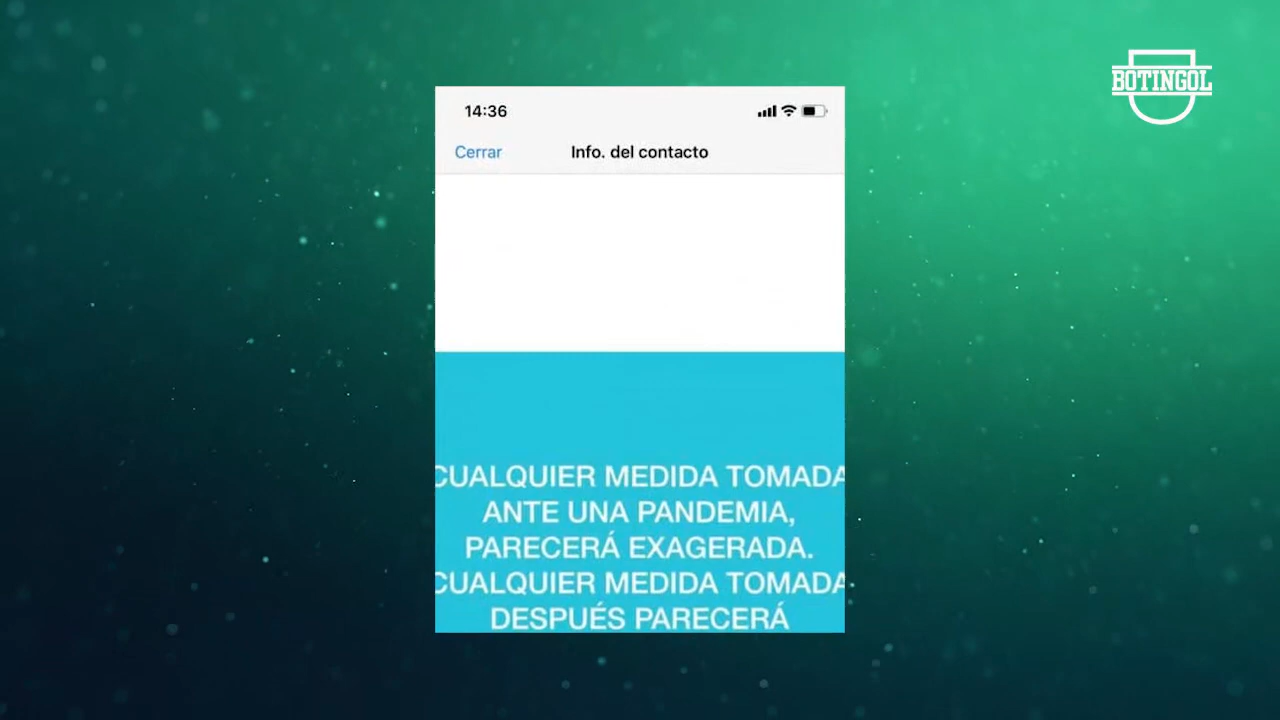 BOTINGOL
14:36
Cerrar
Info. del contacto
CUALQUIER MEDIDA TOMADA
ANTE UNA PANDEMIA,
PARECERÁ EXAGERADA.
CUALQUIER MEDIDA TOMADA
DESPUÉS PARECERÁ